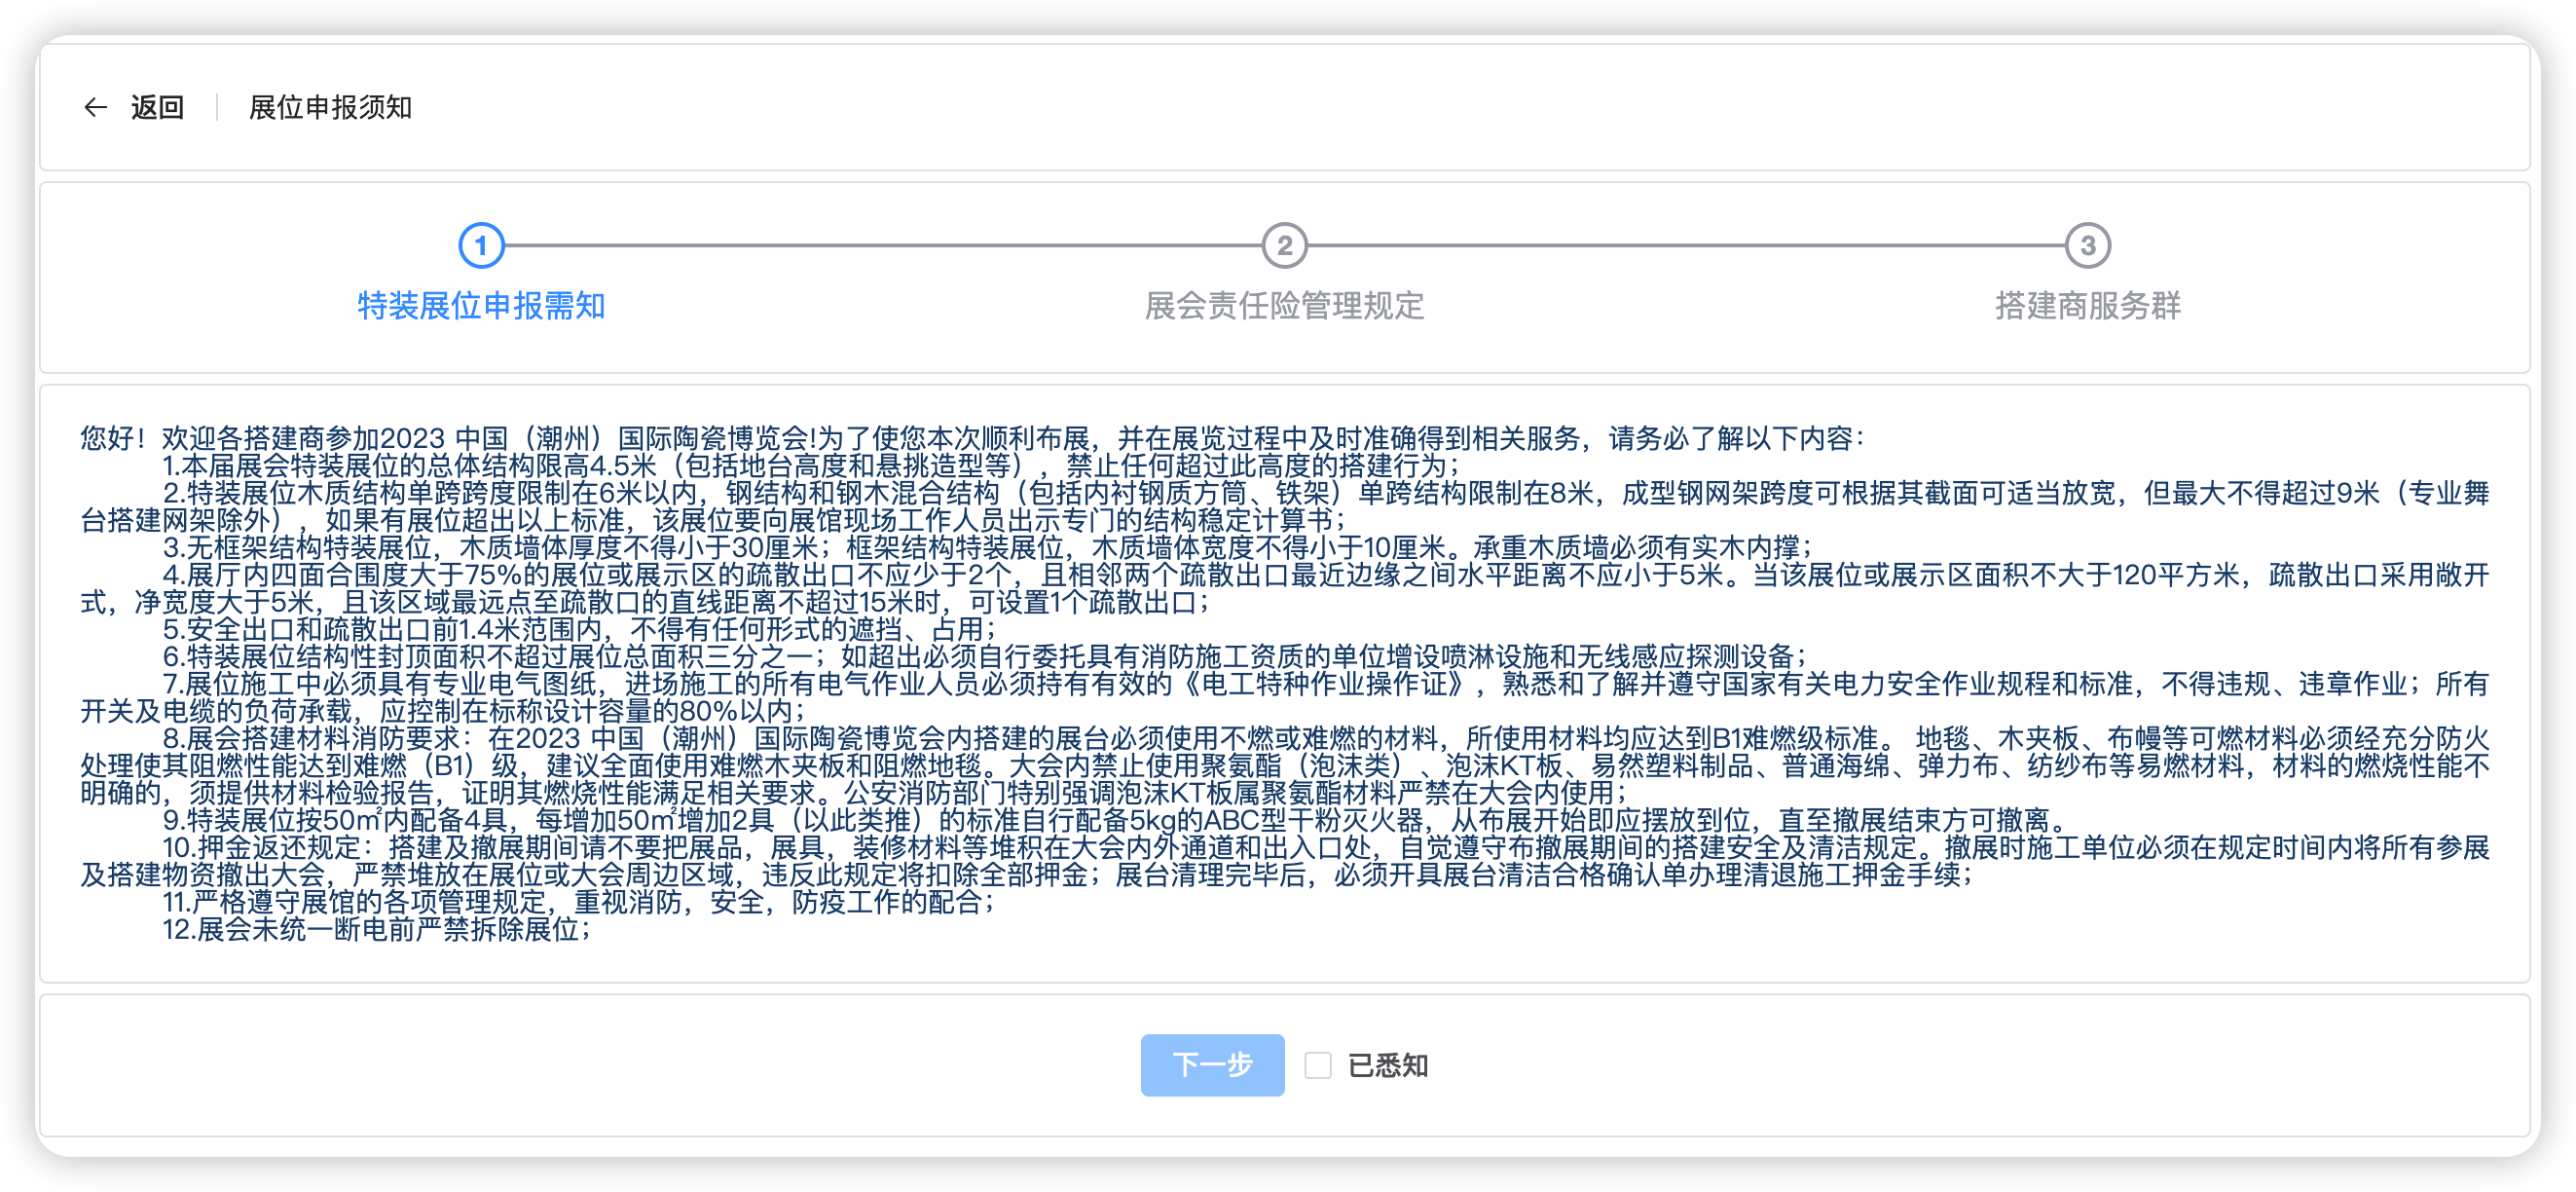 返回 展位申报须知
1 2 3
特装展位申报需知 展会责任险管理规定 搭建商服务群
您好！欢迎各搭建商参加2023 中国（潮州）国际陶瓷博览会!为了使您本次顺利布展，并在展览过程中及时准确得到相关服务，请务必了解以下内容：
1.本届展会特装展位的总体结构限高4.5米（包括地台高度和悬挑造型等），禁止任何超过此高度的搭建行为；
2.特装展位木质结构单跨跨度限制在6米以内，钢结构和钢木混合结构（包括内衬钢质方筒、铁架）单跨结构限制在8米，成型钢网架跨度可根据其截面可适当放宽，但最大不得超过9米（专业舞
台搭建网架除外），如果有展位超出以上标准，该展位要向展馆现场工作人员出示专门的结构稳定计算书；
3.无框架结构特装展位，木质墙体厚度不得小于30厘米；框架结构特装展位，木质墙体宽度不得小于10厘米。承重木质墙必须有实木内撑；
4.展厅内四面合围度大于75%的展位或展示区的疏散出口不应少于2个，且相邻两个疏散出口最近边缘之间水平距离不应小于5米。当该展位或展示区面积不大于120平方米，疏散出口采用敞开
式，净宽度大于5米，且该区域最远点至疏散口的直线距离不超过15米时，可设置1个疏散出口；
5.安全出口和疏散出口前1.4米范围内，不得有任何形式的遮挡、占用；
6.特装展位结构性封顶面积不超过展位总面积三分之一；如超出必须自行委托具有消防施工资质的单位增设喷淋设施和无线感应探测设备；
7.展位施工中必须具有专业电气图纸，进场施工的所有电气作业人员必须持有有效的《电工特种作业操作证》，熟悉和了解并遵守国家有关电力安全作业规程和标准，不得违规、违章作业；所有
开关及电缆的负荷承载，应控制在标称设计容量的80%以内；
8.展会搭建材料消防要求：在2023 中国（潮州）国际陶瓷博览会内搭建的展台必须使用不燃或难燃的材料，所使用材料均应达到B1难燃级标准。 地毯、木夹板、布幔等可燃材料必须经充分防火
处理使其阻燃性能达到难燃（B1）级，建议全面使用难燃木夹板和阻燃地毯。大会内禁止使用聚氨酯（泡沫类）、泡沫KT板、易然塑料制品、普通海绵、弹力布、纺纱布等易燃材料，材料的燃烧性能不
明确的，须提供材料检验报告，证明其燃烧性能满足相关要求。公安消防部门特别强调泡沫KT板属聚氨酯材料严禁在大会内使用；
9.特装展位按50㎡内配备4具，每增加50㎡增加2具（以此类推）的标准自行配备5kg的ABC型干粉灭火器，从布展开始即应摆放到位，直至撤展结束方可撤离。
10.押金返还规定：搭建及撤展期间请不要把展品，展具，装修材料等堆积在大会内外通道和出入口处，自觉遵守布撤展期间的搭建安全及清洁规定。撤展时施工单位必须在规定时间内将所有参展
及搭建物资撤出大会，严禁堆放在展位或大会周边区域，违反此规定将扣除全部押金；展台清理完毕后，必须开具展台清洁合格确认单办理清退施工押金手续；
11.严格遵守展馆的各项管理规定，重视消防，安全，防疫工作的配合；
12.展会未统一断电前严禁拆除展位；
下一步 已悉知